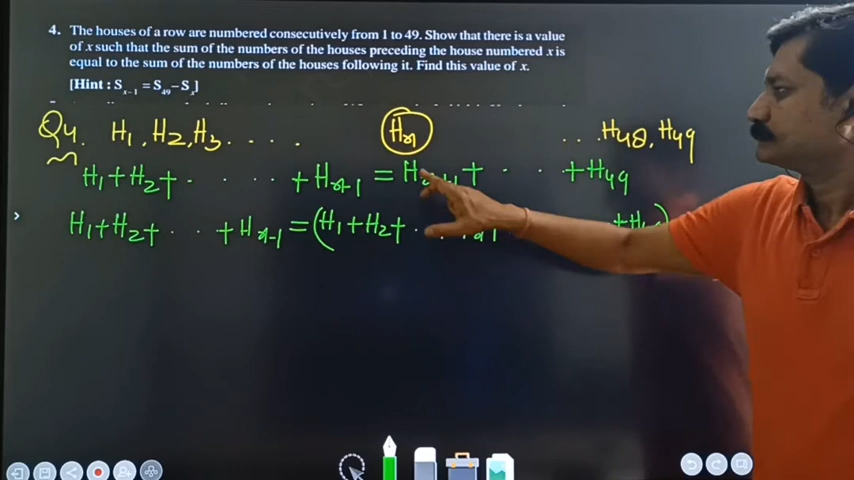 4. The houses of a row are numbered consecutively from 1 to 49. Show that there is a value
of x such that the sum of the numbers of the houses preceding the house numbered x is
equal to the sum of the numbers of the houses following it. Find this value of x.
[Hint : Sx–1 = S49 – Sx]
Q4. H1, H2, H3 . . . . . Hx . . . H48, H49
H1 + H2 + . . . . . + Hx-1 = . . . + H49
H1 + H2 + . . . + Hx-1 = (H1 + H2 + . . .